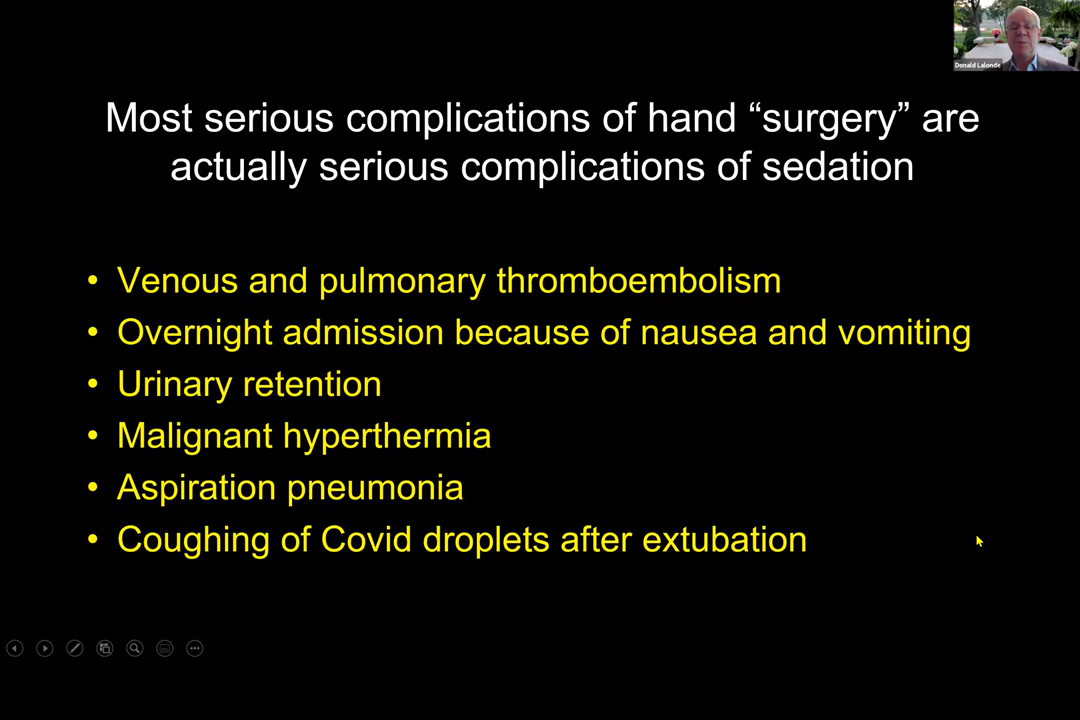 Donald Lalonde
Most serious complications of hand “surgery” are
actually serious complications of sedation
• Venous and pulmonary thromboembolism
• Overnight admission because of nausea and vomiting
• Urinary retention
• Malignant hyperthermia
• Aspiration pneumonia
• Coughing of Covid droplets after extubation